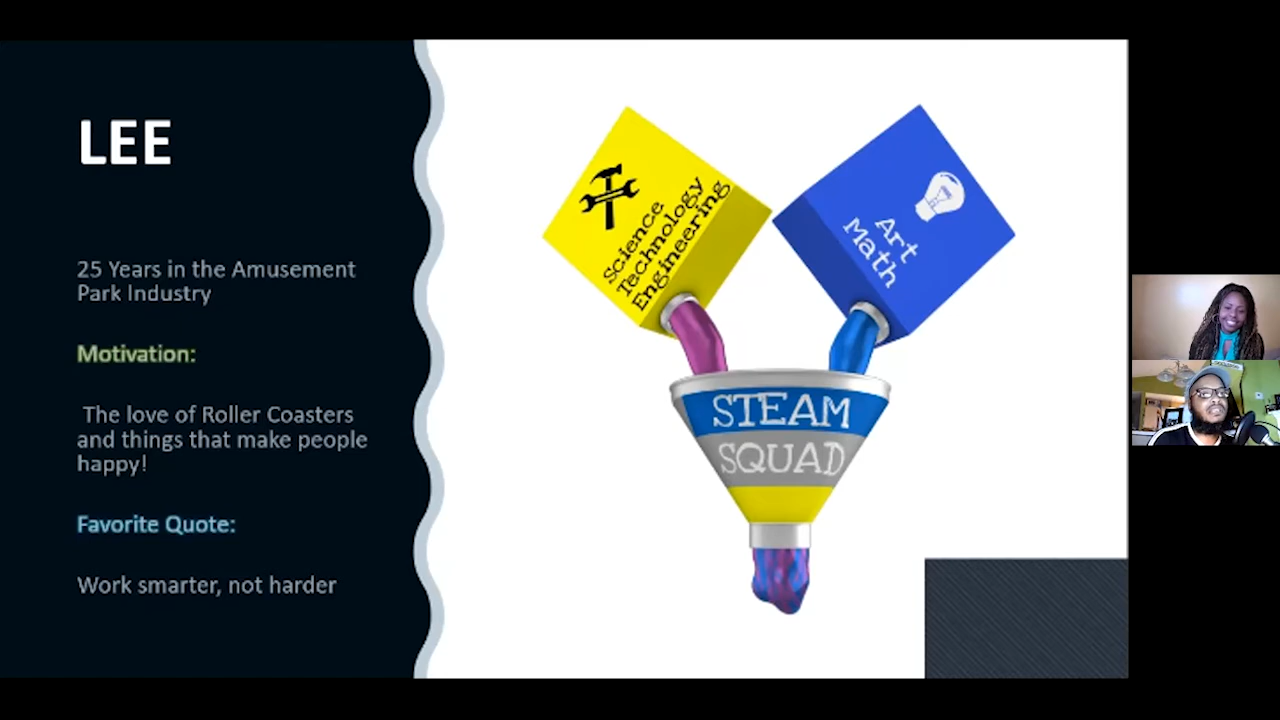 LEE
25 Years in the Amusement
Park Industry
Motivation:
The love of Roller Coasters
and things that make people
happy!
Favorite Quote:
Work smarter, not harder
Science
Technology
Engineering
Art
Math
STEAM
SQUAD